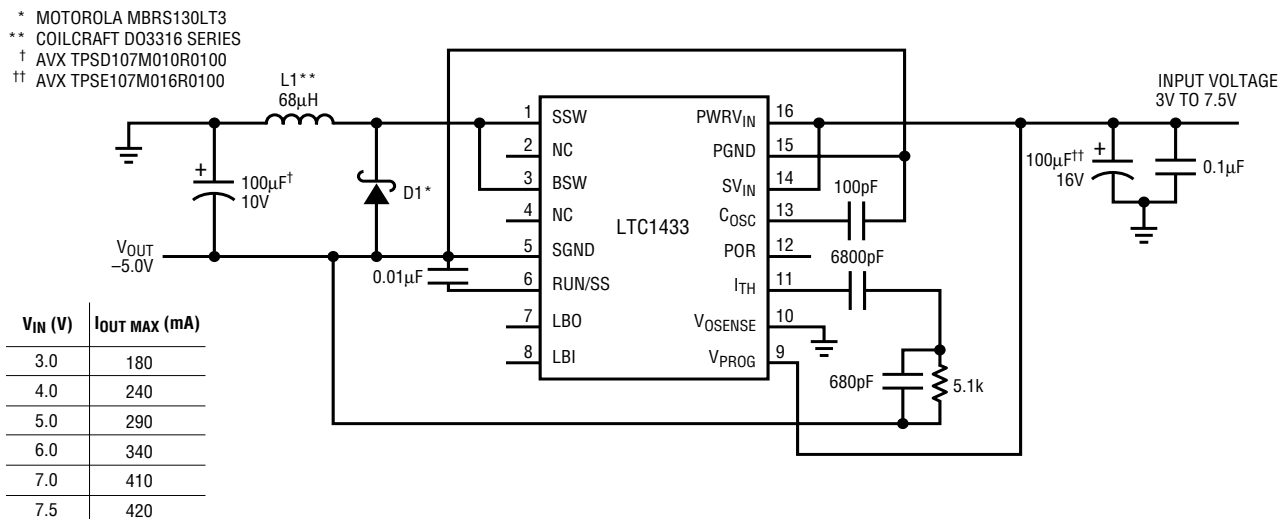 * MOTOROLA MBRS130LT3
** COILCRAFT DO3316 SERIES
† AVX TPSD107M010R0100
†† AVX TPSE107M016R0100
L1**
68µH
100µF†
10V
D1*
VOUT
–5.0V
0.01µF
1 SSW
2 NC
3 BSW
4 NC
5 SGND
6 RUN/SS
7 LBO
8 LBI
LTC1433
PWRVIN 16
PGND 15
SVIN 14
COSC 13
POR 12
ITH 11
VOSENSE 10
VPROG 9
100pF
6800pF
680pF
5.1k
INPUT VOLTAGE
3V TO 7.5V
100µF††
16V
0.1µF
VIN (V) IOUT MAX (mA)
3.0 180
4.0 240
5.0 290
6.0 340
7.0 410
7.5 420
+
+